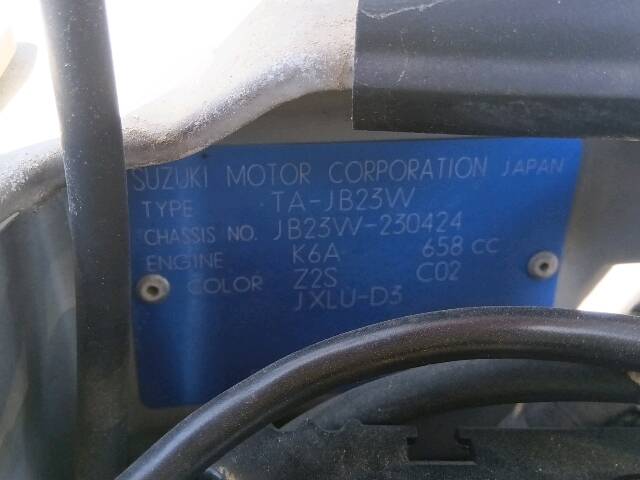 SUZUKI MOTOR CORPORATION JAPAN
TYPE TA-JB23W
CHASSIS NO. JB23W-230424
ENGINE K6A 658 CC
COLOR Z2S C02
JXLU-D3